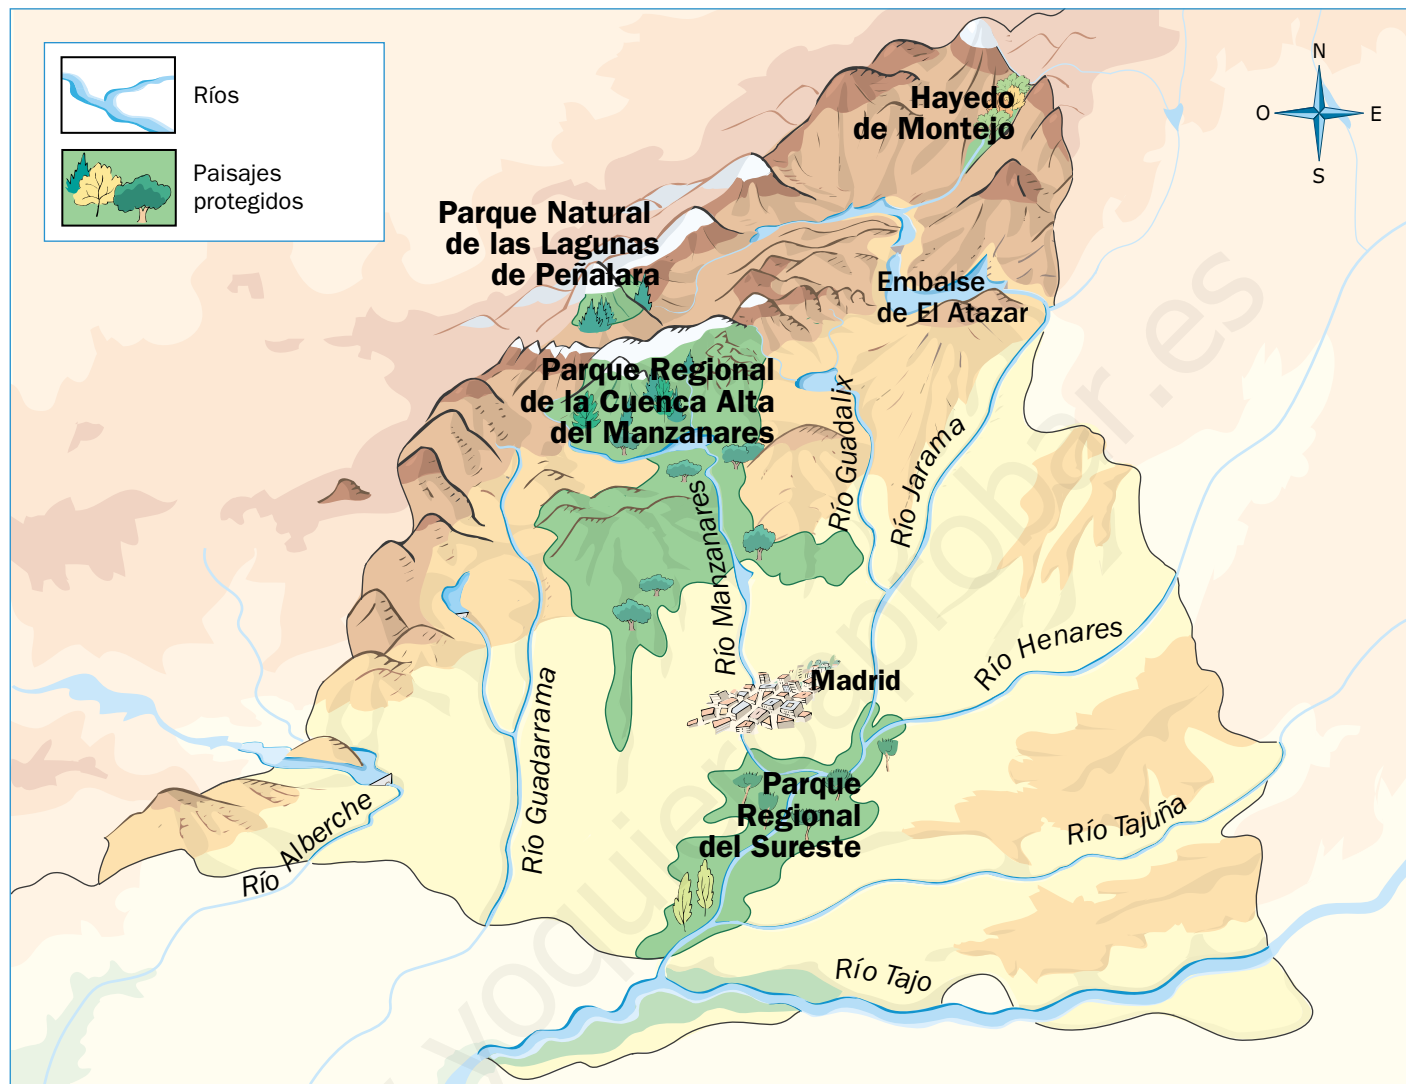 Ríos
Paisajes
protegidos
N
O
E
S
Hayedo
de Montejo
Parque Natural
de las Lagunas
de Peñalara
Embalse
de El Atazar
Parque Regional
de la Cuenca Alta
del Manzanares
Río Guadalix
Río Jarama
Río Manzanares
Río Henares
Madrid
Río Guadarrama
Río Alberche
Parque
Regional
del Sureste
Río Tajuña
Río Tajo
yoquieroaprobar.es